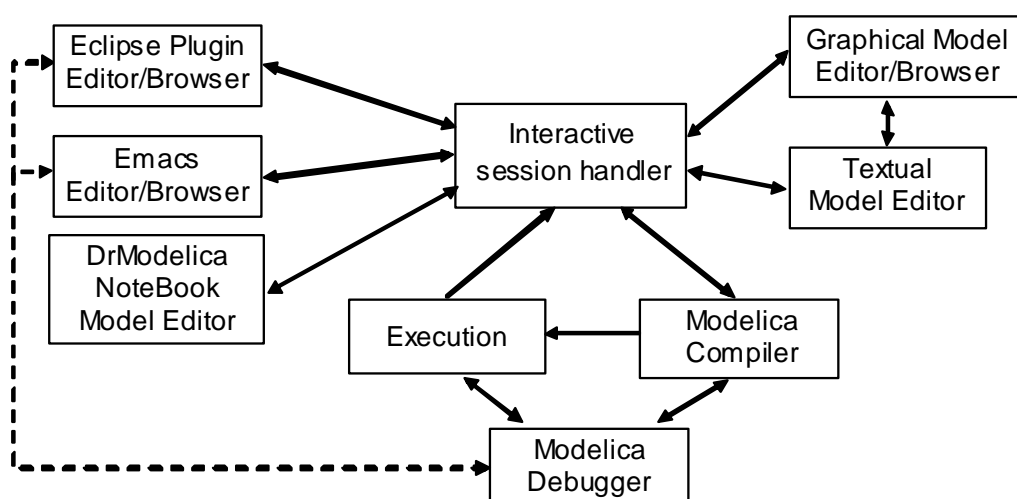 Eclipse Plugin
Editor/Browser
Graphical Model
Editor/Browser
Interactive
session handler
Emacs
Editor/Browser
Textual
Model Editor
DrModelica
NoteBook
Model Editor
Execution
Modelica
Compiler
Modelica
Debugger